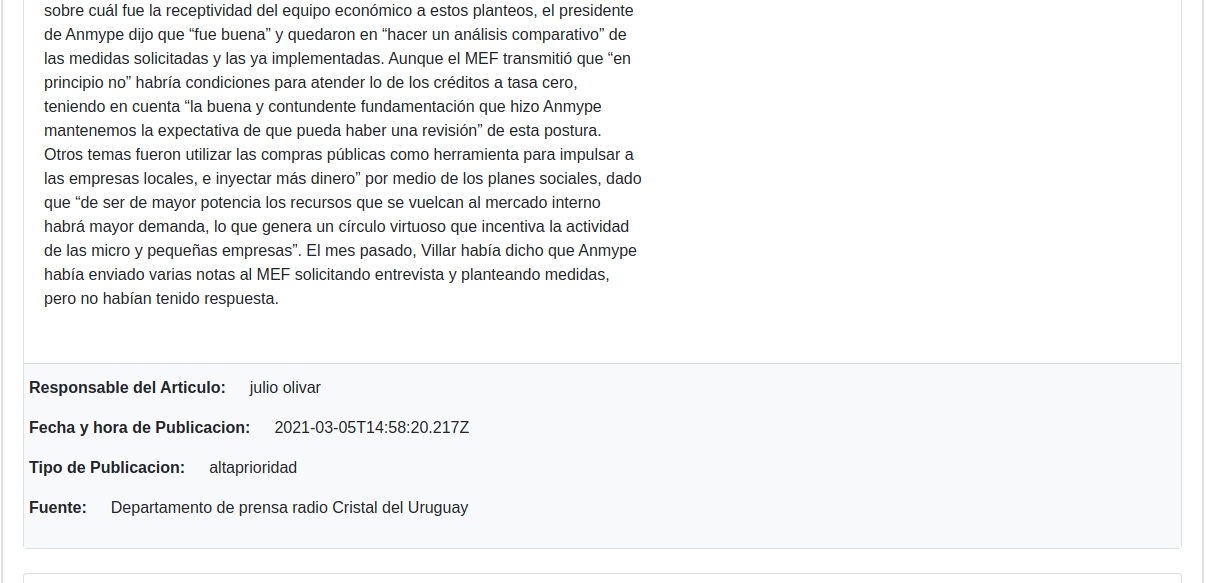 sobre cuál fue la receptividad del equipo económico a estos planteos, el presidente
de Anmype dijo que “fue buena” y quedaron en “hacer un análisis comparativo” de
las medidas solicitadas y las ya implementadas. Aunque el MEF transmitió que “en
principio no” habría condiciones para atender lo de los créditos a tasa cero,
teniendo en cuenta “la buena y contundente fundamentación que hizo Anmype
mantenemos la expectativa de que pueda haber una revisión” de esta postura.
Otros temas fueron utilizar las compras públicas como herramienta para impulsar a
las empresas locales, e inyectar más dinero” por medio de los planes sociales, dado
que “de ser de mayor potencia los recursos que se vuelcan al mercado interno
habrá mayor demanda, lo que genera un círculo virtuoso que incentiva la actividad
de las micro y pequeñas empresas”. El mes pasado, Villar había dicho que Anmype
había enviado varias notas al MEF solicitando entrevista y planteando medidas,
pero no habían tenido respuesta.
Responsable del Articulo: julio olivar
Fecha y hora de Publicacion: 2021-03-05T14:58:20.217Z
Tipo de Publicacion: altaprioridad
Fuente: Departamento de prensa radio Cristal del Uruguay